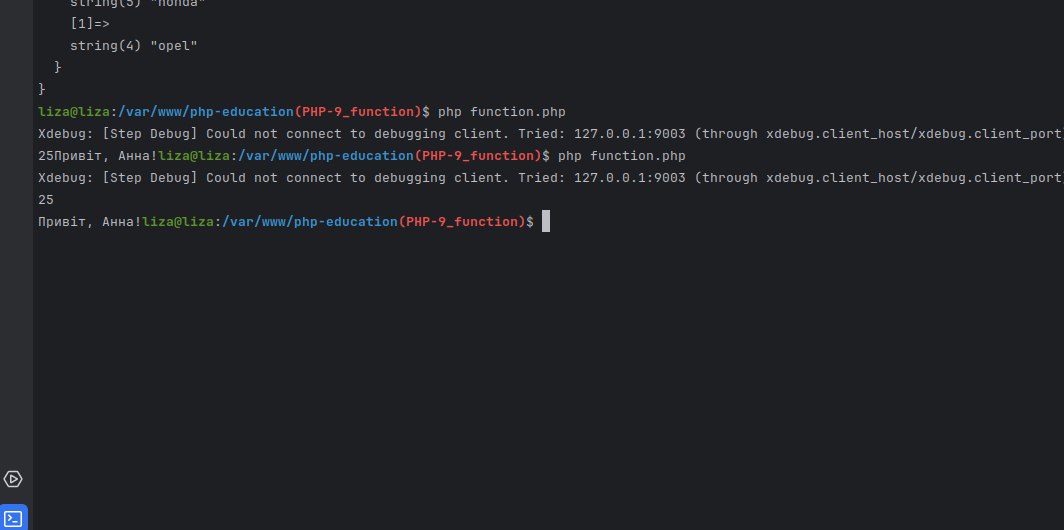 string(5) "honda"
[1]=>
string(4) "opel"
}
}
liza@liza:/var/www/php-education(PHP-9_function)$ php function.php
Xdebug: [Step Debug] Could not connect to debugging client. Tried: 127.0.0.1:9003 (through xdebug.client_host/xdebug.client_port)
25Привіт, Анна!liza@liza:/var/www/php-education(PHP-9_function)$ php function.php
Xdebug: [Step Debug] Could not connect to debugging client. Tried: 127.0.0.1:9003 (through xdebug.client_host/xdebug.client_port)
25
Привіт, Анна!liza@liza:/var/www/php-education(PHP-9_function)$